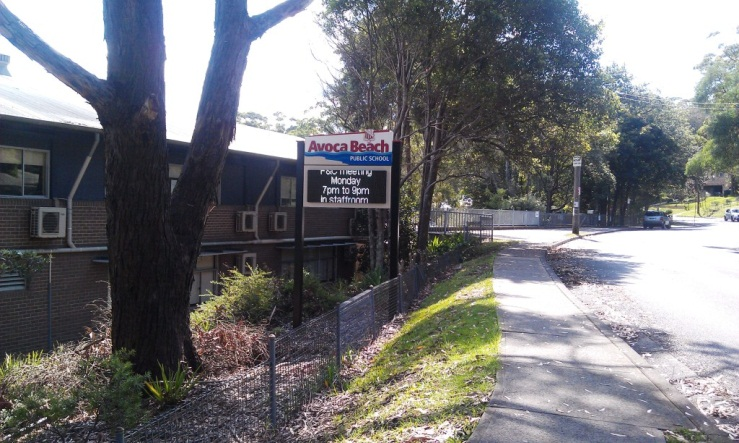 Avoca Beach
PUBLIC SCHOOL
P&C meeting
Monday
7pm to 9pm
In staffroom